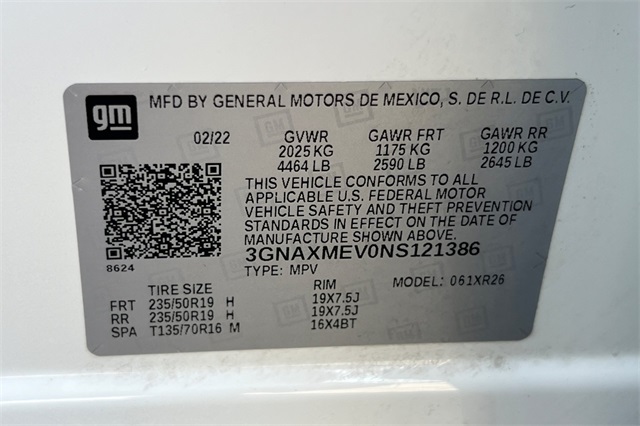 gm
MFD BY GENERAL MOTORS DE MEXICO, S. DE R.L. DE C.V.
02/22 GVWR GAWR FRT GAWR RR
2025 KG 1175 KG 1200 KG
4464 LB 2590 LB 2645 LB
THIS VEHICLE CONFORMS TO ALL
APPLICABLE U.S. FEDERAL MOTOR
VEHICLE SAFETY AND THEFT PREVENTION
STANDARDS IN EFFECT ON THE DATE OF
MANUFACTURE SHOWN ABOVE.
3GNAXMEV0NS121386
8624
TYPE: MPV MODEL: 061XR26
TIRE SIZE RIM
FRT 235/50R19 H 19X7.5J
RR 235/50R19 H 19X7.5J
SPA T135/70R16 M 16X4BT